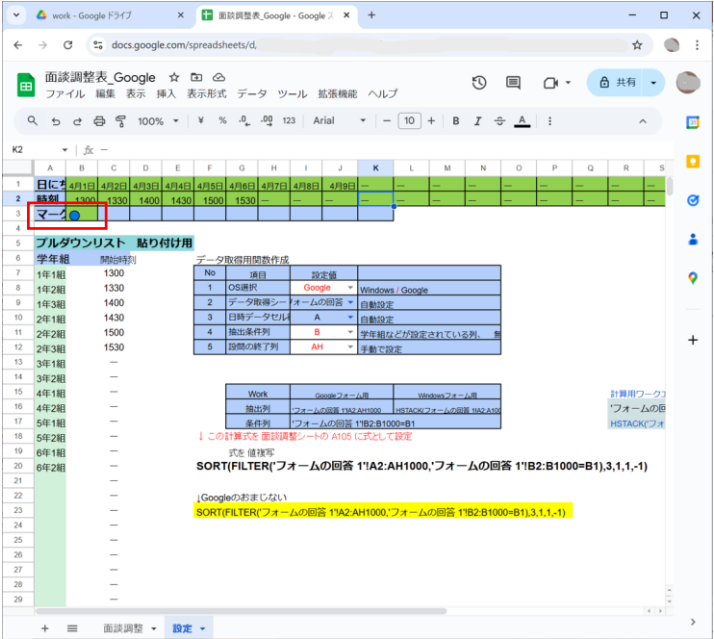 work - Google ドライブ
面談調整表_Google - Google ス
docs.google.com/spreadsheets/d,
面談調整表_Google
共有
ファイル 編集 表示 挿入 表示形式 データ ツール 拡張機能 ヘルプ
100% ¥ % .0 .00 123 Arial 10 B I A
K2 fx —
A B C D E F G H I J K L M N O P Q R S
1 日にち 4月1日 4月2日 4月3日 4月4日 4月5日 4月6日 4月7日 4月8日 4月9日 — — — — — — — — —
2 時刻 1300 1330 1400 1430 1500 1530 — — — — — — — — — — — —
3 マーク
4
5 プルダウンリスト 貼り付け用
6 学年組 開始時刻 データ取得用関数作成
7 1年1組 1300 No 項目 設定値
8 1年2組 1330 1 OS選択 Google Windows / Google
9 1年3組 1400 2 データ取得シー フォームの回答 自動設定
10 2年1組 1430 3 日時データセル A 自動設定
11 2年2組 1500 4 抽出条件列 B 学年組などが設定されている列、 無
12 2年3組 1530 5 設問の終了列 AH 手動で設定
13 3年1組 —
14 3年2組 —
15 4年1組 — Work Googleフォーム用 Windowsフォーム用 計算用ワークス
16 4年2組 — 抽出列 'フォームの回答 1'!A2:AH1000 HSTACK('フォームの回答 1'!A2:A100 'フォームの回
17 5年1組 — 条件列 'フォームの回答 1'!B2:B1000=B1 HSTACK('フォ
18 5年2組 — ↓ この計算式を 面談調整シートの A105 に式として設定
19 6年1組 — 式を 値複写
20 6年2組 — SORT(FILTER('フォームの回答 1'!A2:AH1000,'フォームの回答 1'!B2:B1000=B1),3,1,1,-1)
21 —
22 — ↓Googleのおまじない
23 — SORT(FILTER('フォームの回答 1'!A2:AH1000,'フォームの回答 1'!B2:B1000=B1),3,1,1,-1)
24 —
25 —
26 —
27 —
28 —
29 —
面談調整 設定